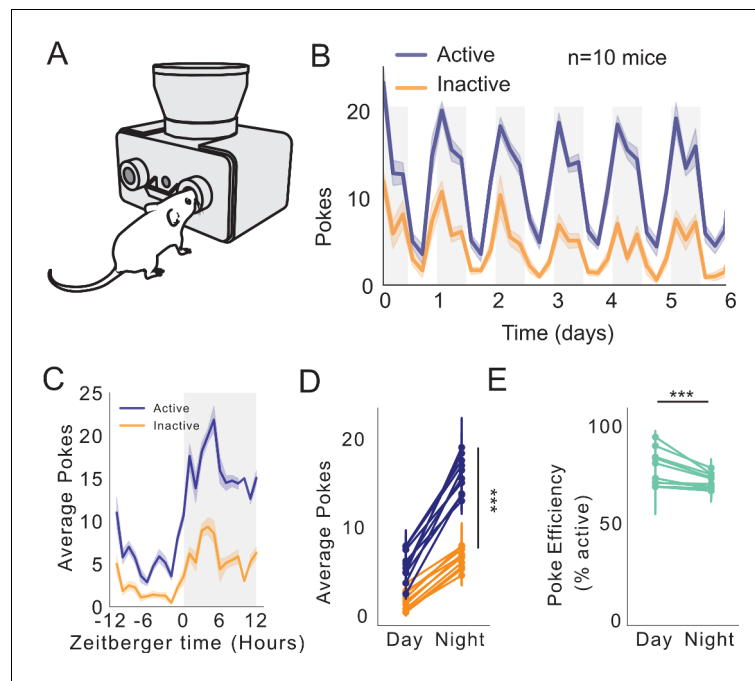 A
B
Active
n=10 mice
Inactive
20
10
0
Pokes
0 1 2 3 4 5 6
Time (days)
C
25
20
15
10
5
0
Average Pokes
Active
Inactive
-12 -6 0 6 12
Zeitberger time (Hours)
D
20
10
0
Average Pokes
***
Day Night
E
***
100
50
0
Poke Efficiency
(% active)
Day Night